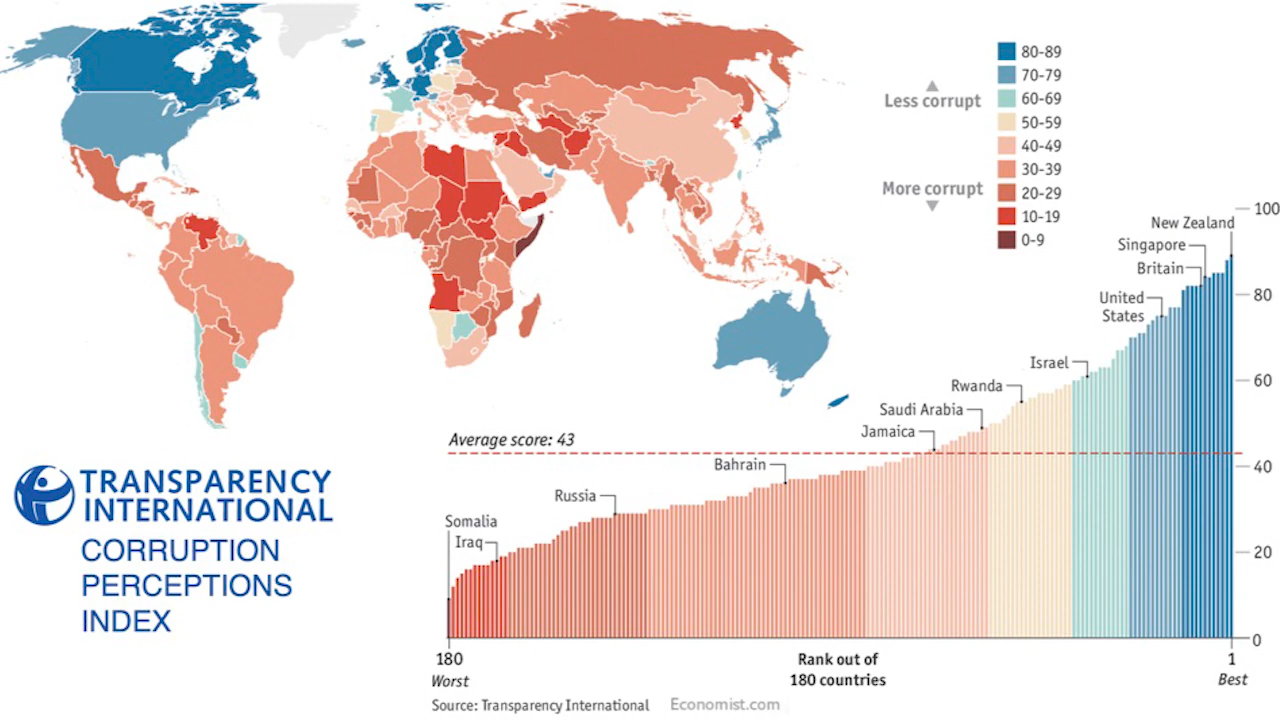 80-89
70-79
60-69
50-59
40-49
30-39
20-29
10-19
0-9
Less corrupt
More corrupt
100
80
60
40
20
0
New Zealand
Singapore
Britain
United
States
Israel
Rwanda
Saudi Arabia
Jamaica
Average score: 43
Bahrain
Russia
Somalia
Iraq
TRANSPARENCY
INTERNATIONAL
CORRUPTION
PERCEPTIONS
INDEX
180
Worst
Rank out of
180 countries
1
Best
Source: Transparency International
Economist.com